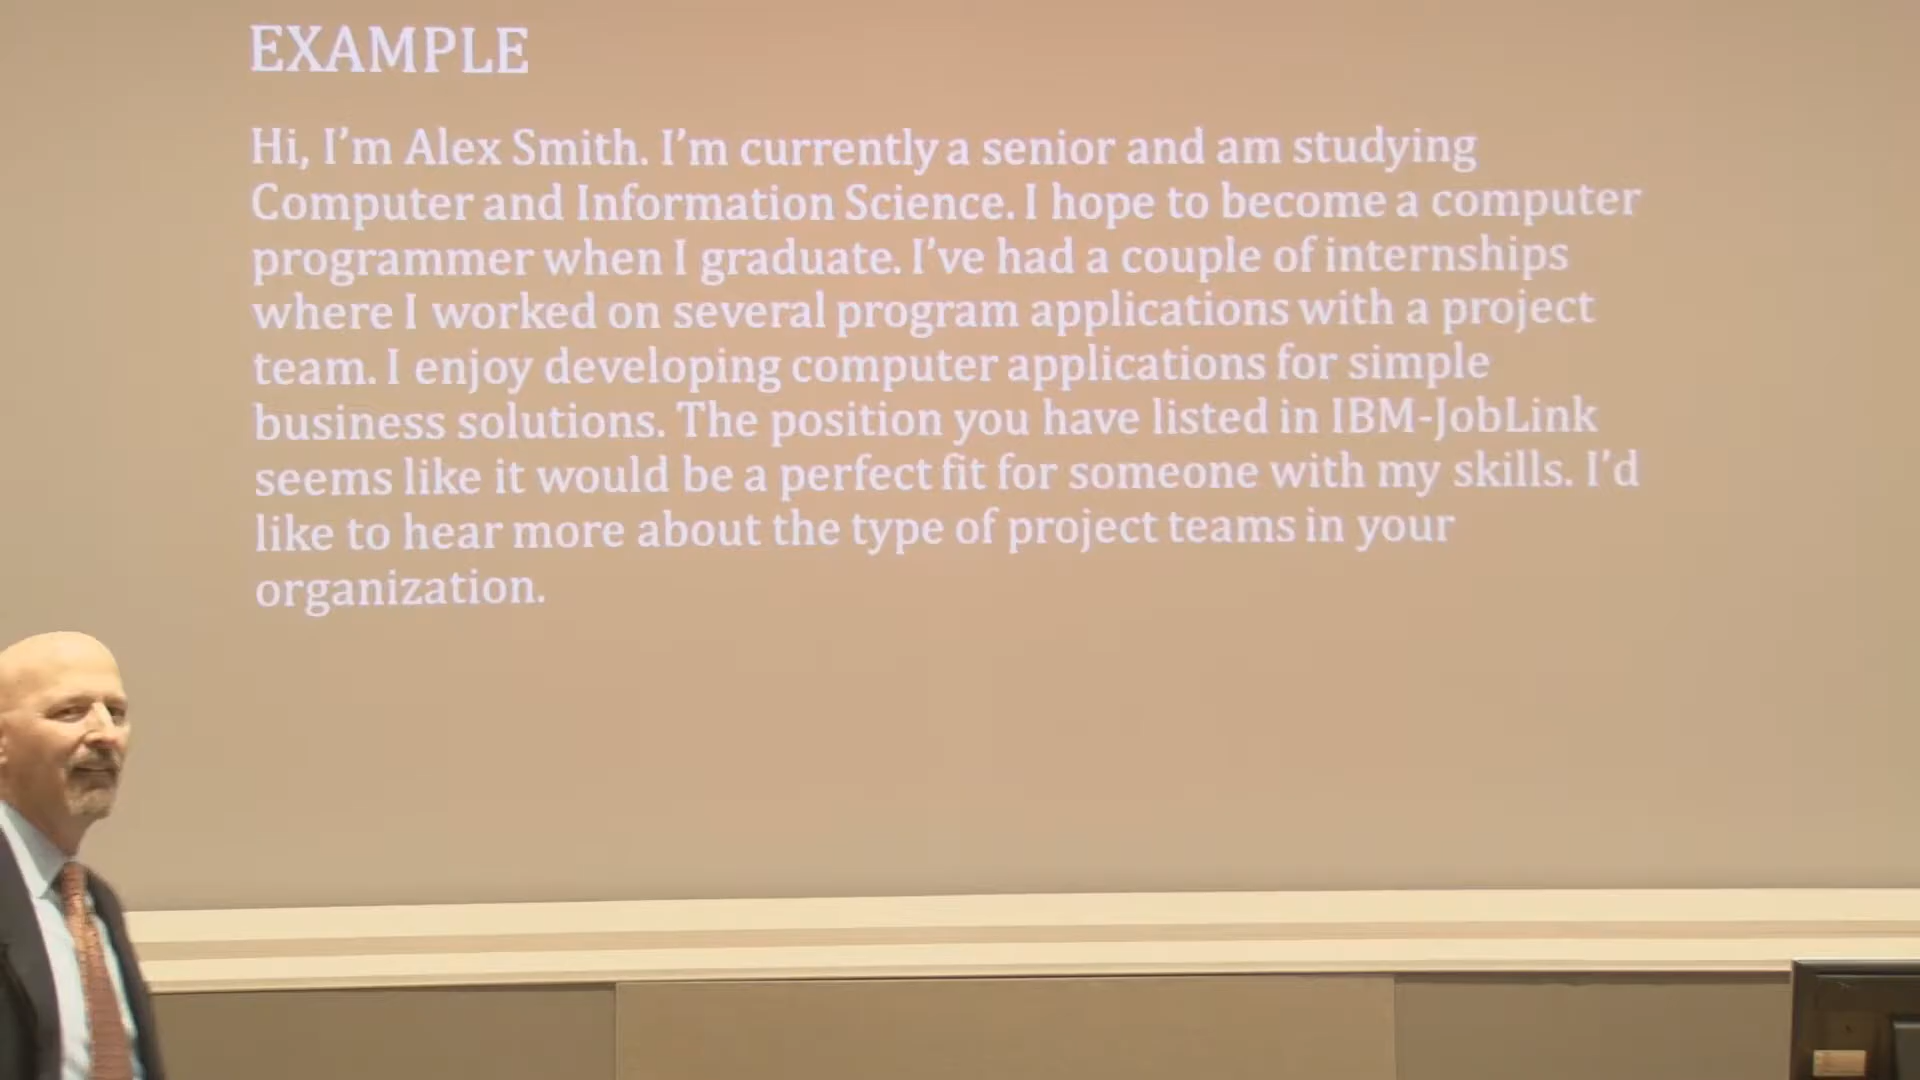 EXAMPLE
Hi, I'm Alex Smith. I'm currently a senior and am studying
Computer and Information Science. I hope to become a computer
programmer when I graduate. I've had a couple of internships
where I worked on several program applications with a project
team. I enjoy developing computer applications for simple
business solutions. The position you have listed in IBM-JobLink
seems like it would be a perfect fit for someone with my skills. I'd
like to hear more about the type of project teams in your
organization.